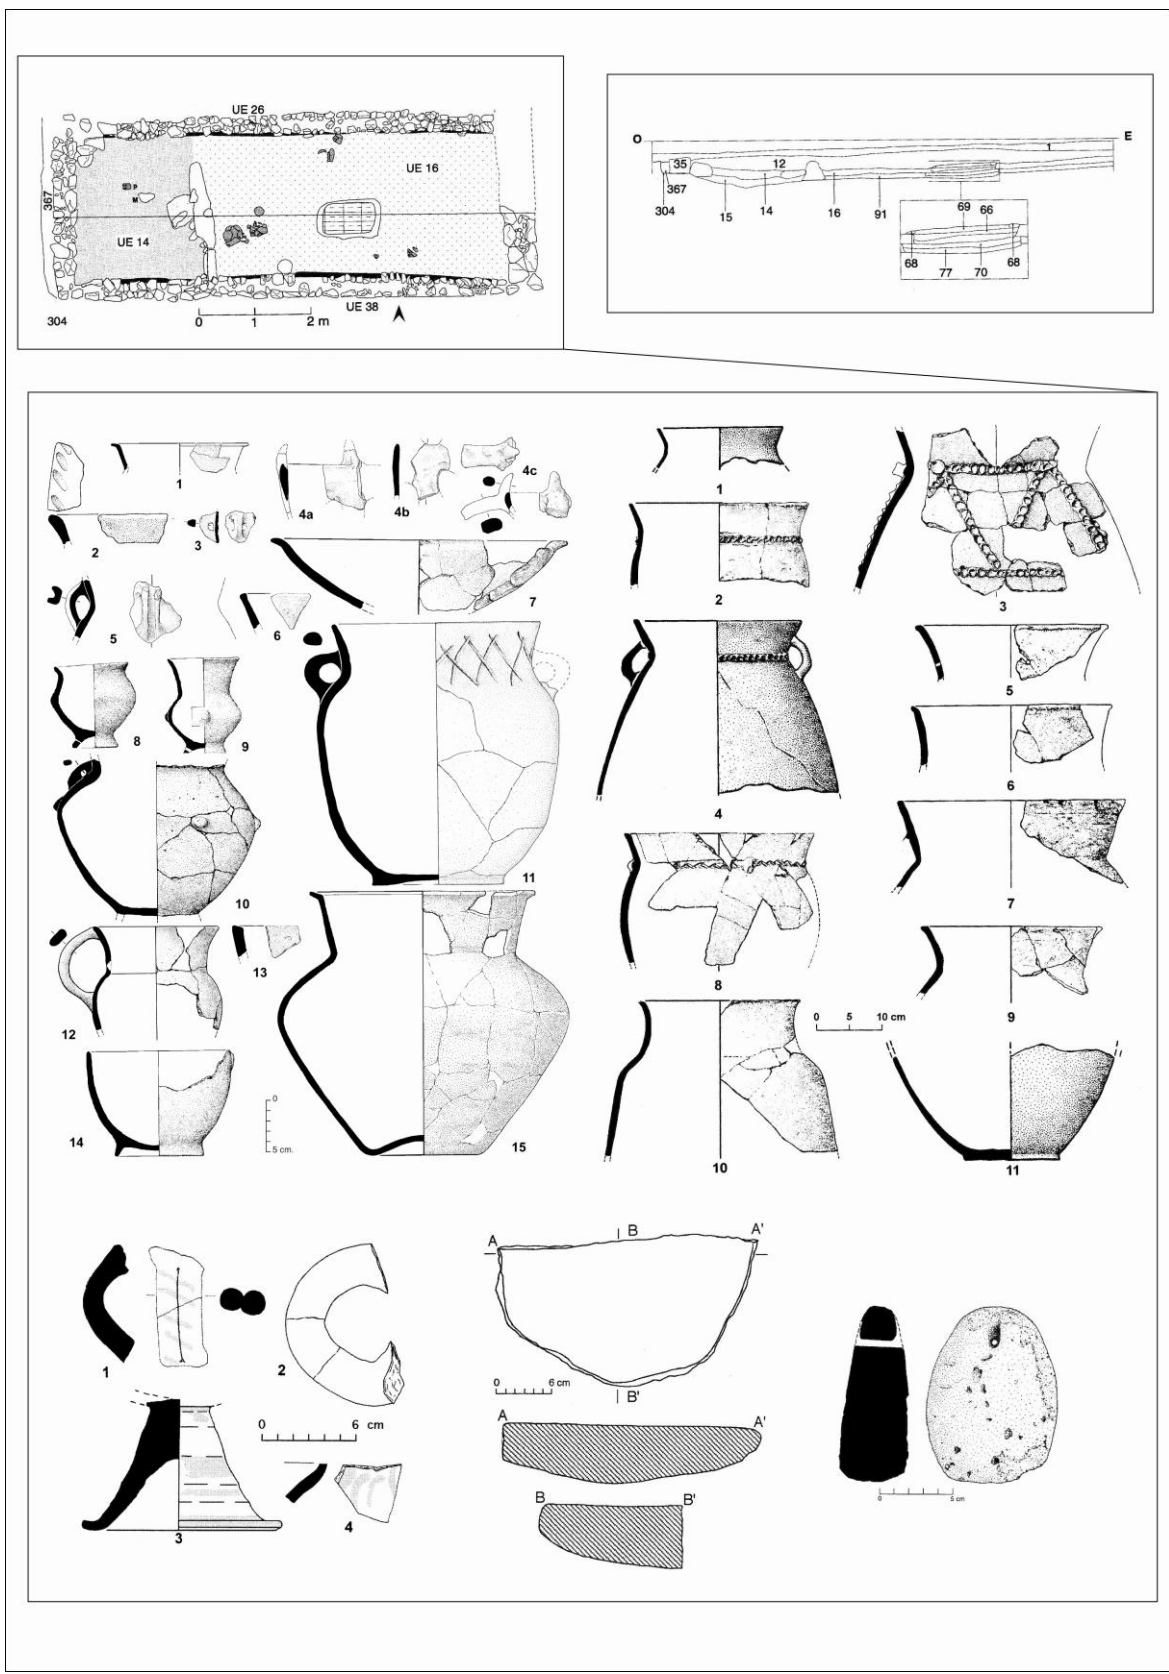 UE 26
UE 16
367
P
M
UE 14
UE 38
304
0 1 2 m
O E
1
35 12
367
304 15 14 16 91 69 66
68 77 70 68
1
2 3 4a 4b 4c
5 6 7
8 9
10 11
12 13
14 15
0
5 cm.
1
2 3
4 5
6
7
8 9
0 5 10 cm
10 11
A B A'
1 2
0 6 cm
B'
0 6 cm
A A'
3 4
B B'
0 5 cm